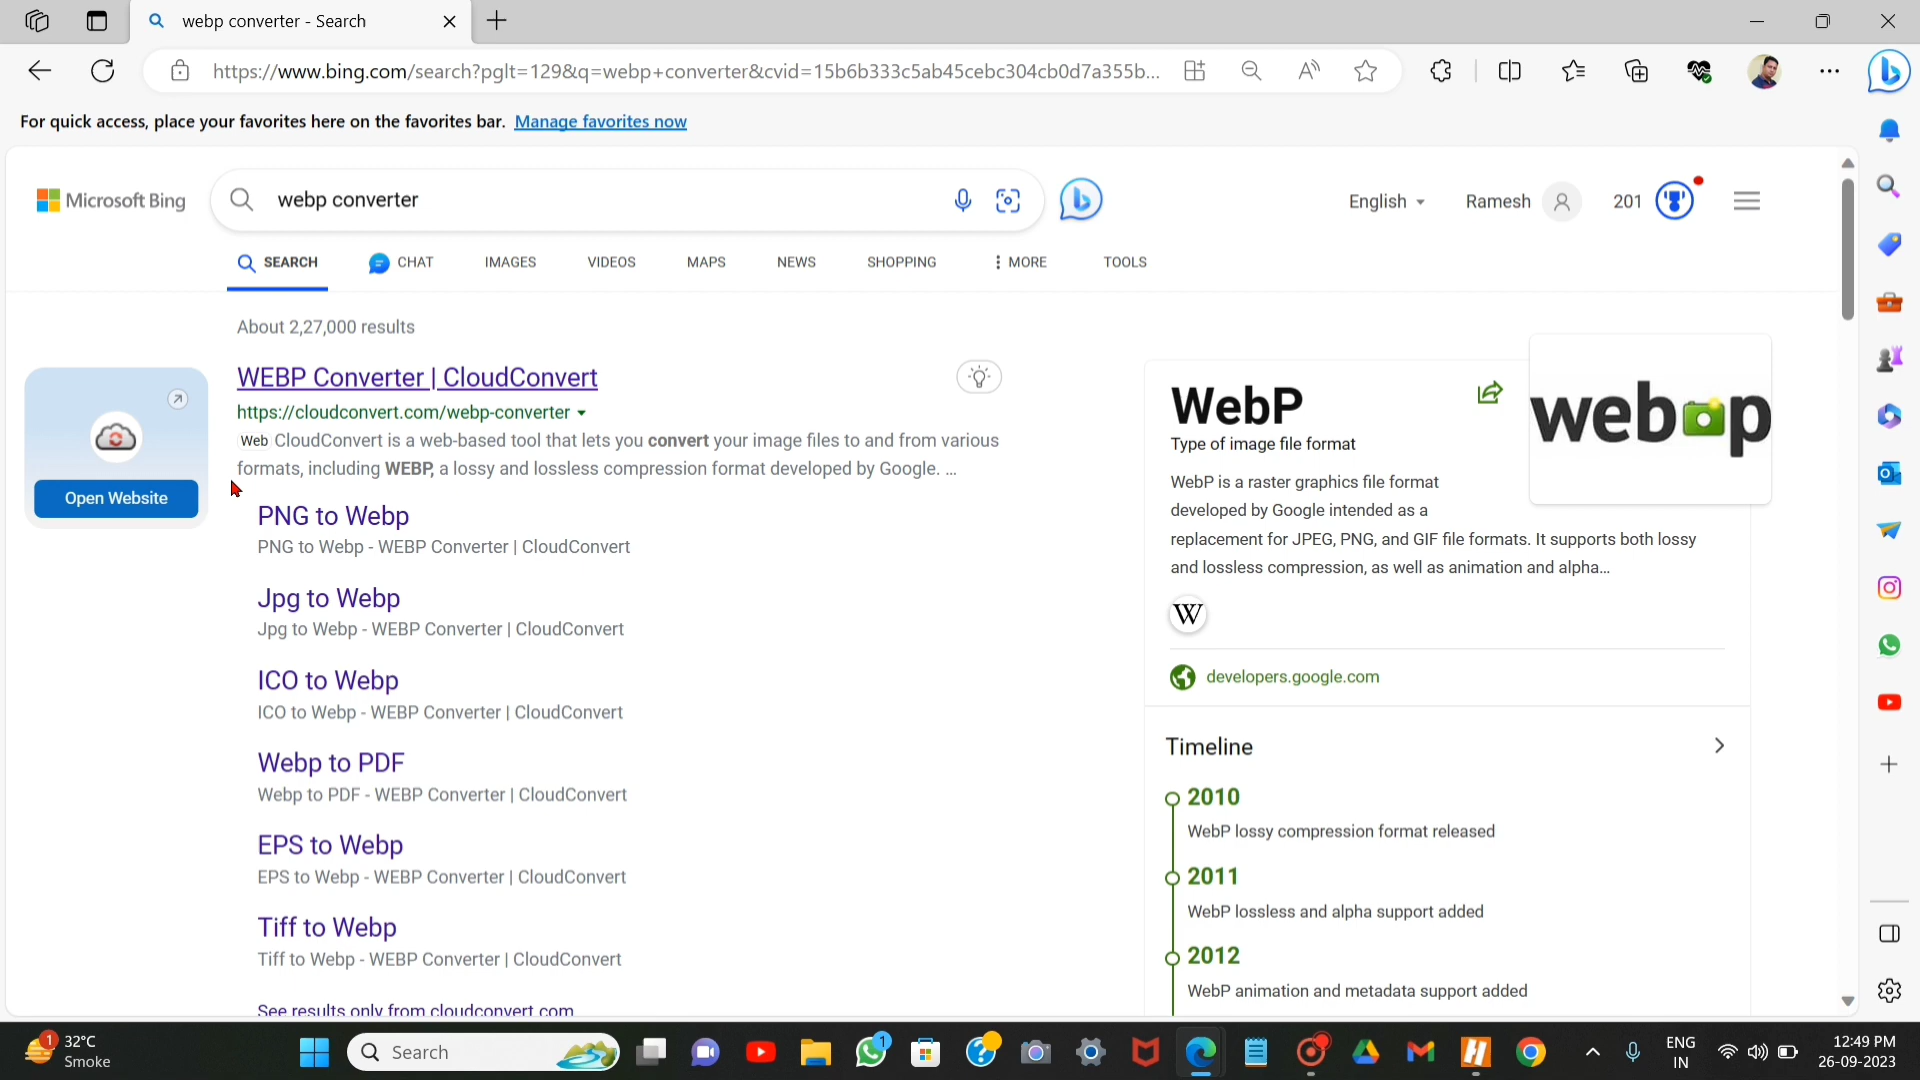 webp converter - Search
https://www.bing.com/search?pglt=129&q=webp+converter&cvid=15b6b333c5ab45cebc304cb0d7a355b...
For quick access, place your favorites here on the favorites bar. Manage favorites now
Microsoft Bing
webp converter
English
Ramesh
201
SEARCH
CHAT
IMAGES
VIDEOS
MAPS
NEWS
SHOPPING
MORE
TOOLS
About 2,27,000 results
Open Website
WEBP Converter | CloudConvert
https://cloudconvert.com/webp-converter
Web CloudConvert is a web-based tool that lets you convert your image files to and from various
formats, including WEBP, a lossy and lossless compression format developed by Google. ...
PNG to Webp
PNG to Webp - WEBP Converter | CloudConvert
Jpg to Webp
Jpg to Webp - WEBP Converter | CloudConvert
ICO to Webp
ICO to Webp - WEBP Converter | CloudConvert
Webp to PDF
Webp to PDF - WEBP Converter | CloudConvert
EPS to Webp
EPS to Webp - WEBP Converter | CloudConvert
Tiff to Webp
Tiff to Webp - WEBP Converter | CloudConvert
See results only from cloudconvert.com
WebP
Type of image file format
webp
WebP is a raster graphics file format
developed by Google intended as a
replacement for JPEG, PNG, and GIF file formats. It supports both lossy
and lossless compression, as well as animation and alpha...
W
developers.google.com
Timeline
2010
WebP lossy compression format released
2011
WebP lossless and alpha support added
2012
WebP animation and metadata support added
1
32°C
Smoke
Search
1
ENG
IN
12:49 PM
26-09-2023